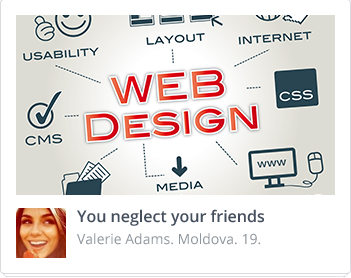 USABILITY
LAYOUT
INTERNET
WEB
DESIGN
CMS
CSS
MEDIA
WWW
You neglect your friends
Valerie Adams. Moldova. 19.